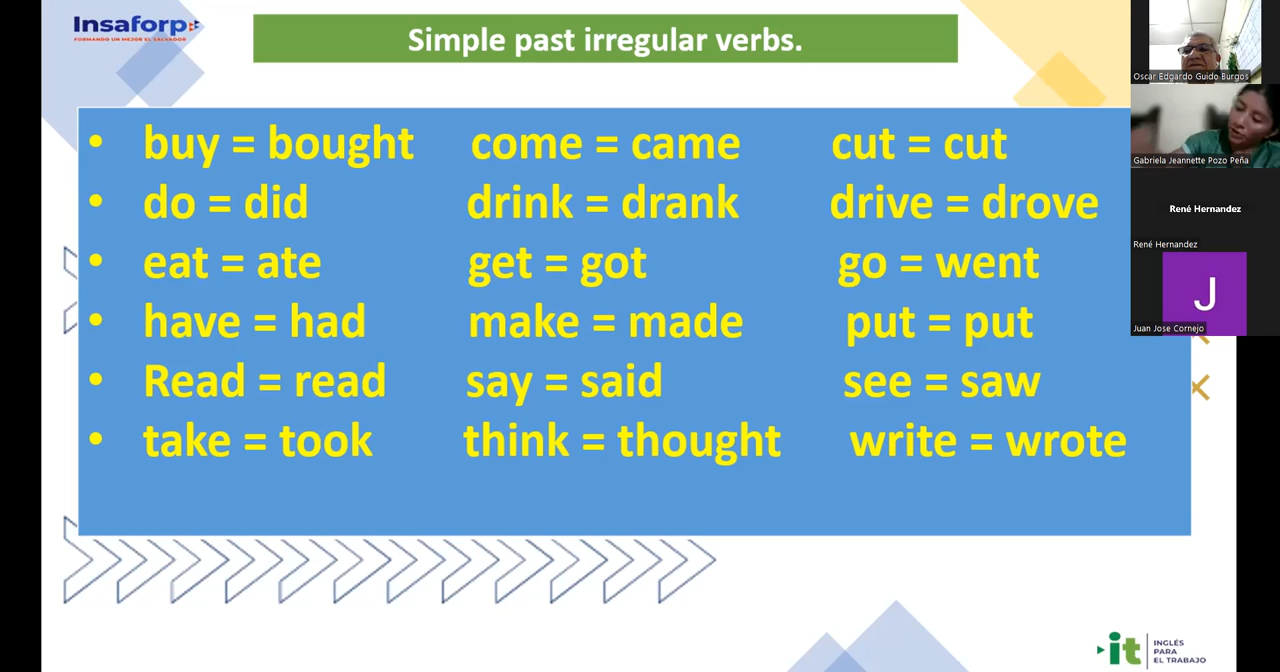 Insaforp
FORMANDO UN MEJOR EL SALVADOR
Simple past irregular verbs.
• buy = bought come = came cut = cut
• do = did drink = drank drive = drove
• eat = ate get = got go = went
• have = had make = made put = put
• Read = read say = said see = saw
• take = took think = thought write = wrote
Oscar Edgardo Guido Burgos
Gabriela Jeannette Pozo Peña
René Hernandez
René Hernandez
J
Juan Jose Cornejo
it
INGLÉS
PARA
EL TRABAJO